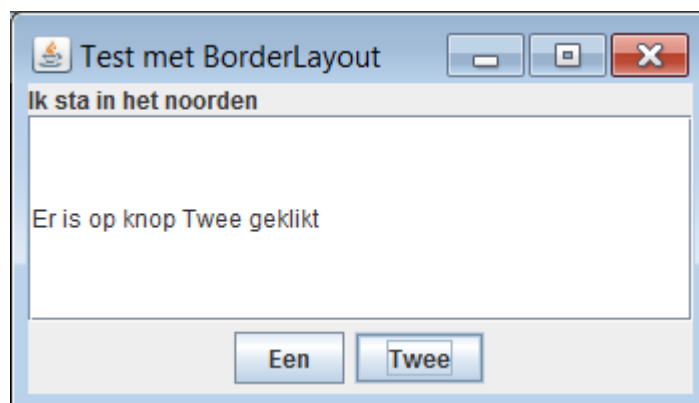 Test met BorderLayout
Ik sta in het noorden
Er is op knop Twee geklikt
Een Twee